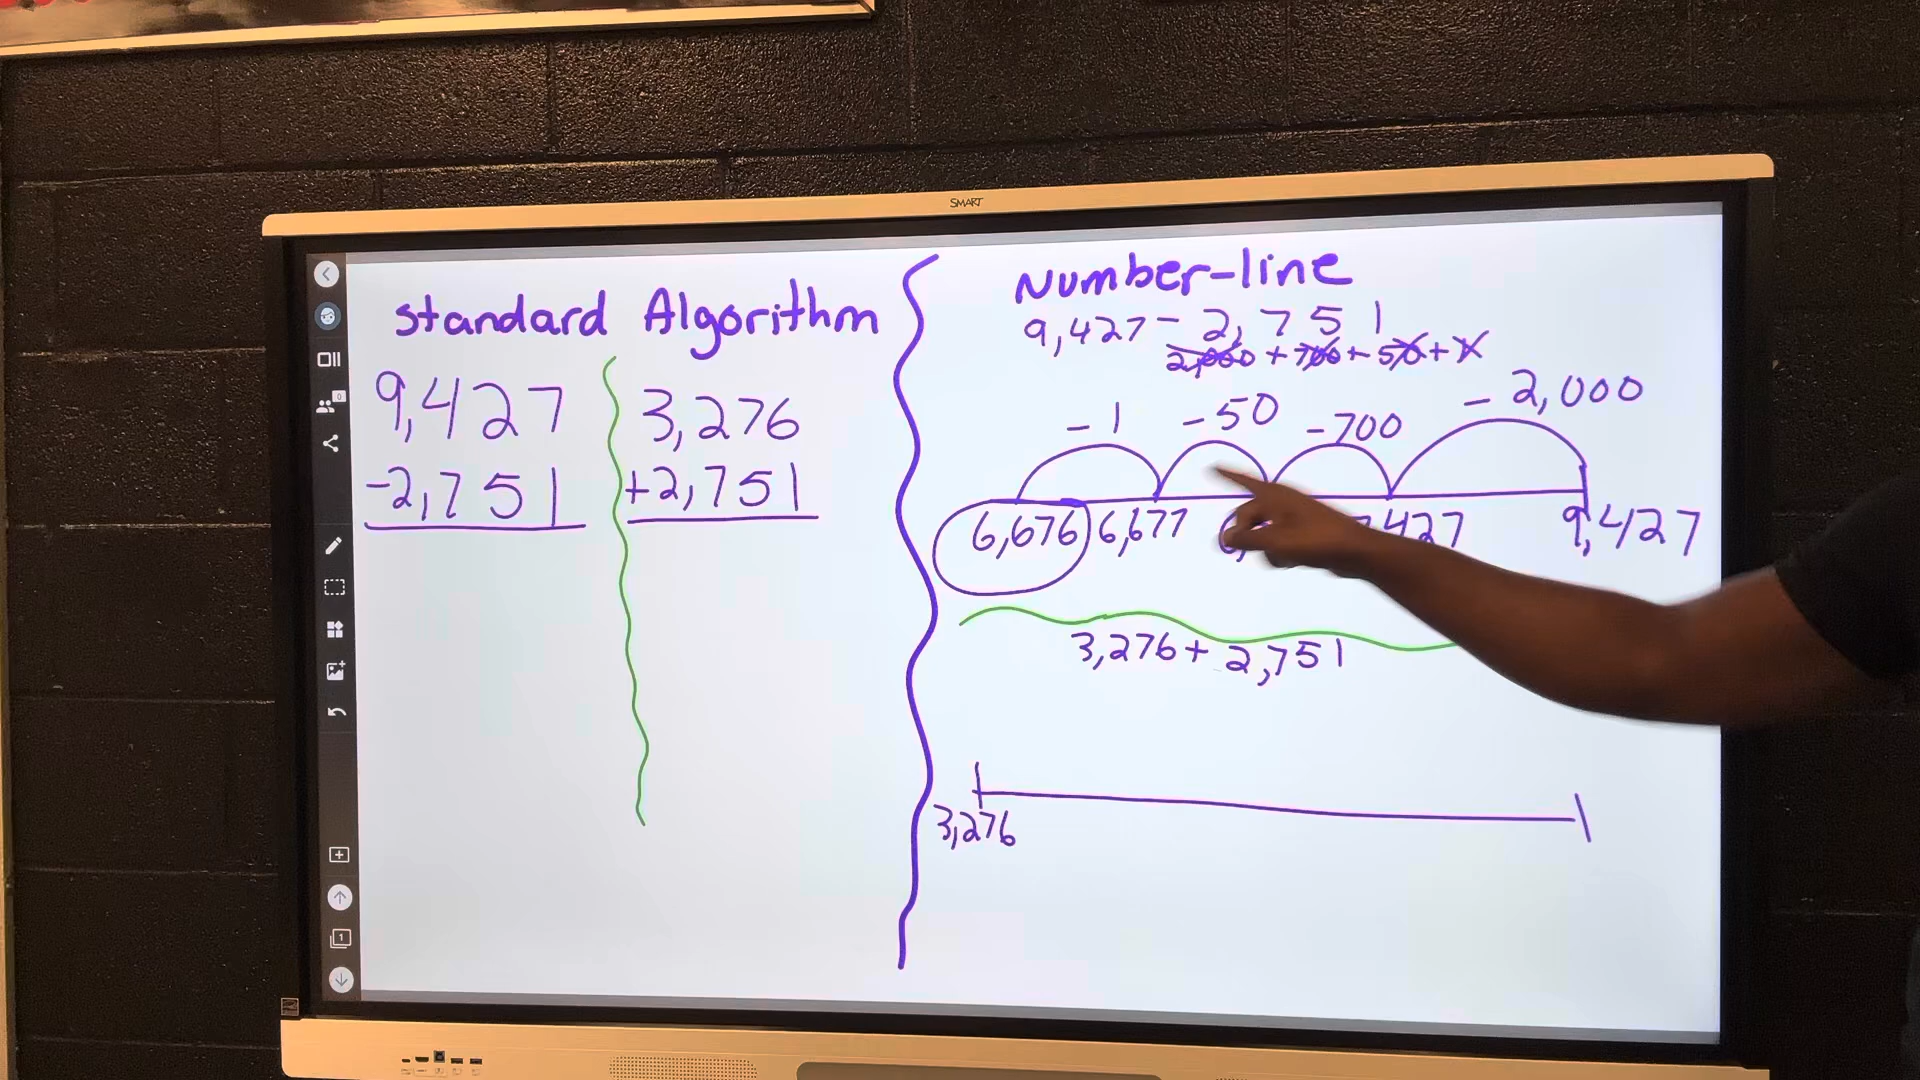 SMART
Standard Algorithm
9,427
-2,751
3,276
+2,751
Number-line
9,427 - 2,751
2,000 + 700 + 50 + 1
-1 -50 -700 -2,000
6,676 6,677 427 9,427
3,276 + 2,751
3,276